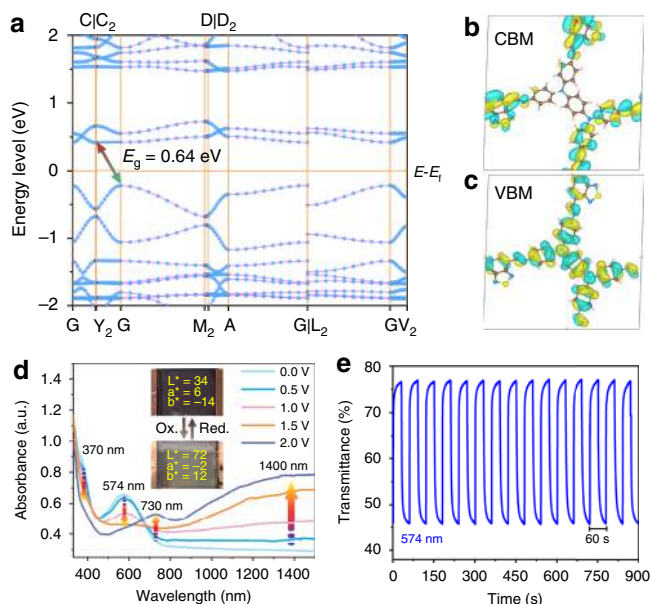 a
C|C2
D|D2
2
1
0
−1
−2
Energy level (eV)
Eg = 0.64 eV
E-Ef
G
Y2
G
M2
A
G|L2
GV2
b
CBM
c
VBM
d
L* = 34
a* = 6
b* = −14
Ox.
Red.
L* = 72
a* = −2
b* = 12
0.0 V
0.5 V
1.0 V
1.5 V
2.0 V
370 nm
574 nm
730 nm
1400 nm
1.2
1.0
0.8
0.6
0.4
Absorbance (a.u.)
400 600 800 1000 1200 1400
Wavelength (nm)
e
80
70
60
50
40
Transmittance (%)
574 nm
60 s
0 150 300 450 600 750 900
Time (s)